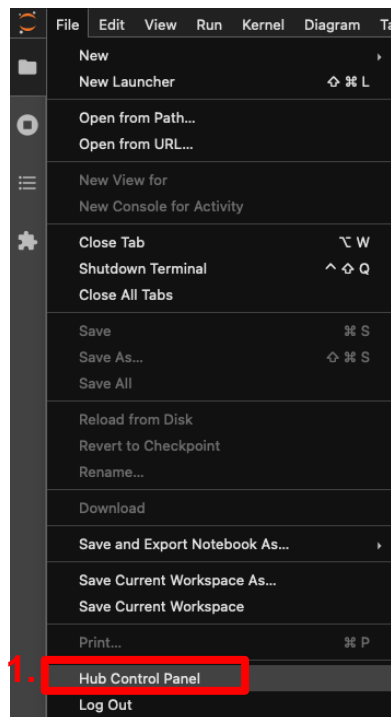 File Edit View Run Kernel Diagram Ta
New
New Launcher ⇧ ⌘ L
Open from Path...
Open from URL...
New View for
New Console for Activity
Close Tab ⌥ W
Shutdown Terminal ^ ⇧ Q
Close All Tabs
Save ⌘ S
Save As... ⇧ ⌘ S
Save All
Reload from Disk
Revert to Checkpoint
Rename...
Download
Save and Export Notebook As...
Save Current Workspace As...
Save Current Workspace
Print... ⌘ P
1. Hub Control Panel
Log Out